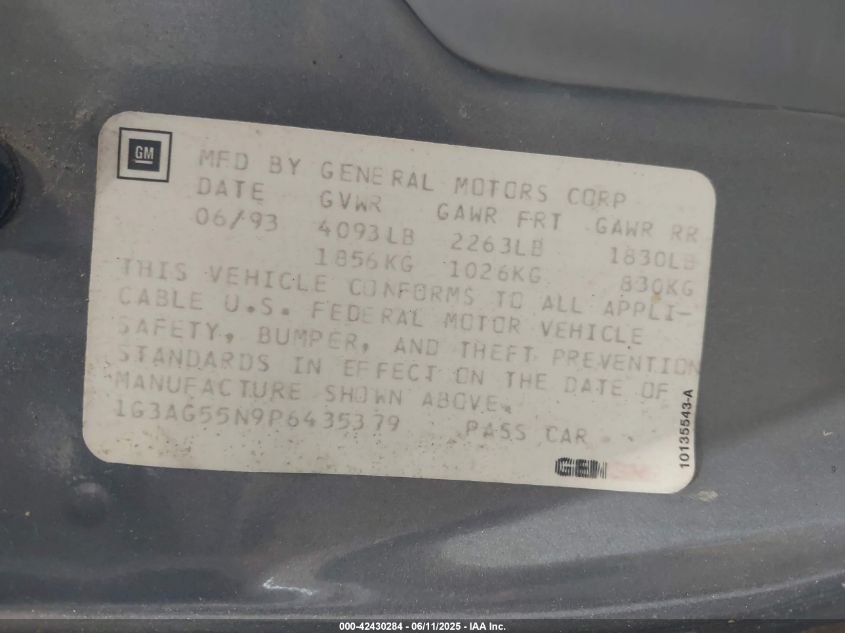 GM
MFD BY GENERAL MOTORS CORP
DATE GVWR GAWR FRT GAWR RR
06/93 4093LB 2263LB 1830LB
1856KG 1026KG 830KG
THIS VEHICLE CONFORMS TO ALL APPLI-
CABLE U.S. FEDERAL MOTOR VEHICLE
SAFETY, BUMPER, AND THEFT PREVENTION
STANDARDS IN EFFECT ON THE DATE OF
MANUFACTURE SHOWN ABOVE.
1G3AG55N9P6435379 PASS CAR
10135543-A
000-42430284 - 06/11/2025 - IAA Inc.